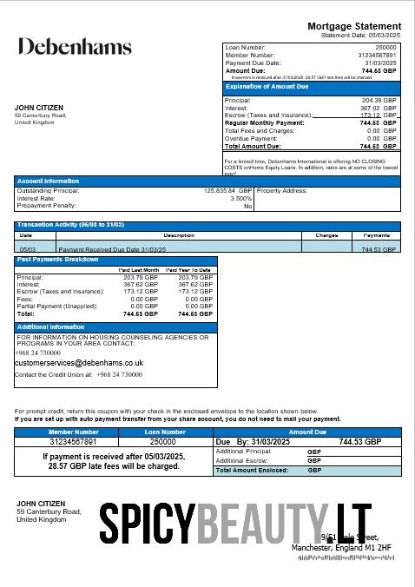 Debenhams
Mortgage Statement
Statement Date: 05/03/2025
Loan Number: 250000
Member Number: 31234567891
Payment Due Date: 31/03/2025
Amount Due: 744.53 GBP
JOHN CITIZEN
59 Canterbury Road,
United Kingdom
Explanation of Amount Due
Principal: 204.39 GBP
Interest: 367.02 GBP
Escrow (Taxes and Insurance): 173.12 GBP
Regular Monthly Payment: 744.53 GBP
Total Fees and Charges: 0.00 GBP
Overdue Payment: 0.00 GBP
Total Amount Due: 744.53 GBP
For a limited time, Debenhams International is offering NO CLOSING
COSTS onHome Equity Loans. In addition, rates are at some of the lowest
Account Information
Outstanding Principal: 125,835.84 GBP
Interest Rate: 3.500%
Prepayment Penalty: No
Property Address:
Transaction Activity (05/03 to 31/03)
Date Description Charges Payments
05/03 Payment Received Due Date 31/03/25 744.53 GBP
Past Payments Breakdown
Paid Last Month Paid Year To Date
Principal: 203.79 GBP 203.79 GBP
Interest: 367.62 GBP 367.62 GBP
Escrow (Taxes and Insurance): 173.12 GBP 173.12 GBP
Fees: 0.00 GBP 0.00 GBP
Partial Payment (Unapplied): 0.00 GBP 0.00 GBP
Total: 744.53 GBP 744.53 GBP
Additional Information
FOR INFORMATION ON HOUSING COUNSELING AGENCIES OR
PROGRAMS IN YOUR AREA CONTACT:
+968 24 730000
customerservices@debenhams.com
Contact the Credit Union at: +968 24 730000
For prompt credit, return this coupon with your check in the enclosed envelope to the location shown below.
If you are set up with auto payment transfer from your share account, you do not need to mail your payment.
Member Number Loan Number Amount Due
31234567891 250000 Due By: 31/03/2025 744.53 GBP
If payment is received after 05/03/2025,
28.57 GBP late fees will be charged.
Additional Principal: GBP
Additional Escrow: GBP
Total Amount Enclosed: GBP
JOHN CITIZEN
59 Canterbury Road,
United Kingdom
SPICYBEAUTY.LT
Manchester, England M1 2HF